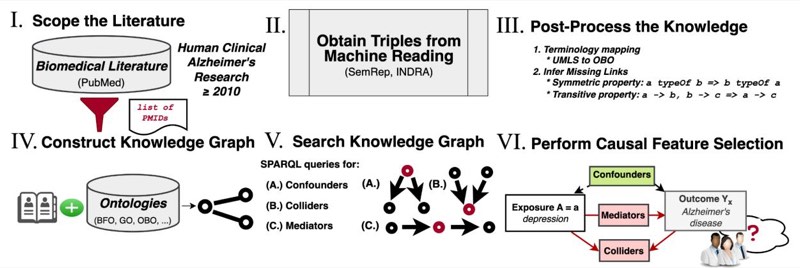 I. Scope the Literature
Biomedical Literature
(PubMed)
Human Clinical
Alzheimer's
Research
≥ 2010
list of
PMIDs
II.
Obtain Triples from
Machine Reading
(SemRep, INDRA)
III. Post-Process the Knowledge
1. Terminology mapping
* UMLS to OBO
2. Infer Missing Links
* Symmetric property: a typeOf b => b typeOf a
* Transitive property: a -> b, b -> c => a -> c
IV. Construct Knowledge Graph
Ontologies
(BFO, GO, OBO, ...)
V. Search Knowledge Graph
SPARQL queries for:
(A.) Confounders
(B.) Colliders
(C.) Mediators
(A.)
(B.)
(C.)
VI. Perform Causal Feature Selection
Confounders
Exposure A = a
depression
Mediators
Outcome Yx
Alzheimer's
disease
Colliders
?